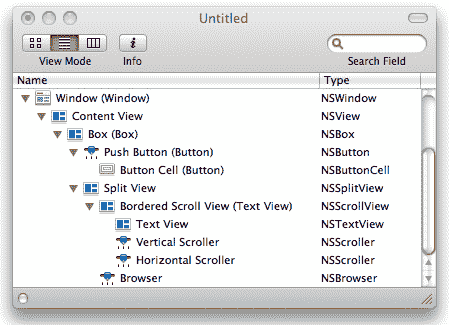 Untitled
View Mode Info Search Field
Name Type
Window (Window) NSWindow
Content View NSView
Box (Box) NSBox
Push Button (Button) NSButton
Button Cell (Button) NSButtonCell
Split View NSSplitView
Bordered Scroll View (Text View) NSScrollView
Text View NSTextView
Vertical Scroller NSScroller
Horizontal Scroller NSScroller
Browser NSBrowser